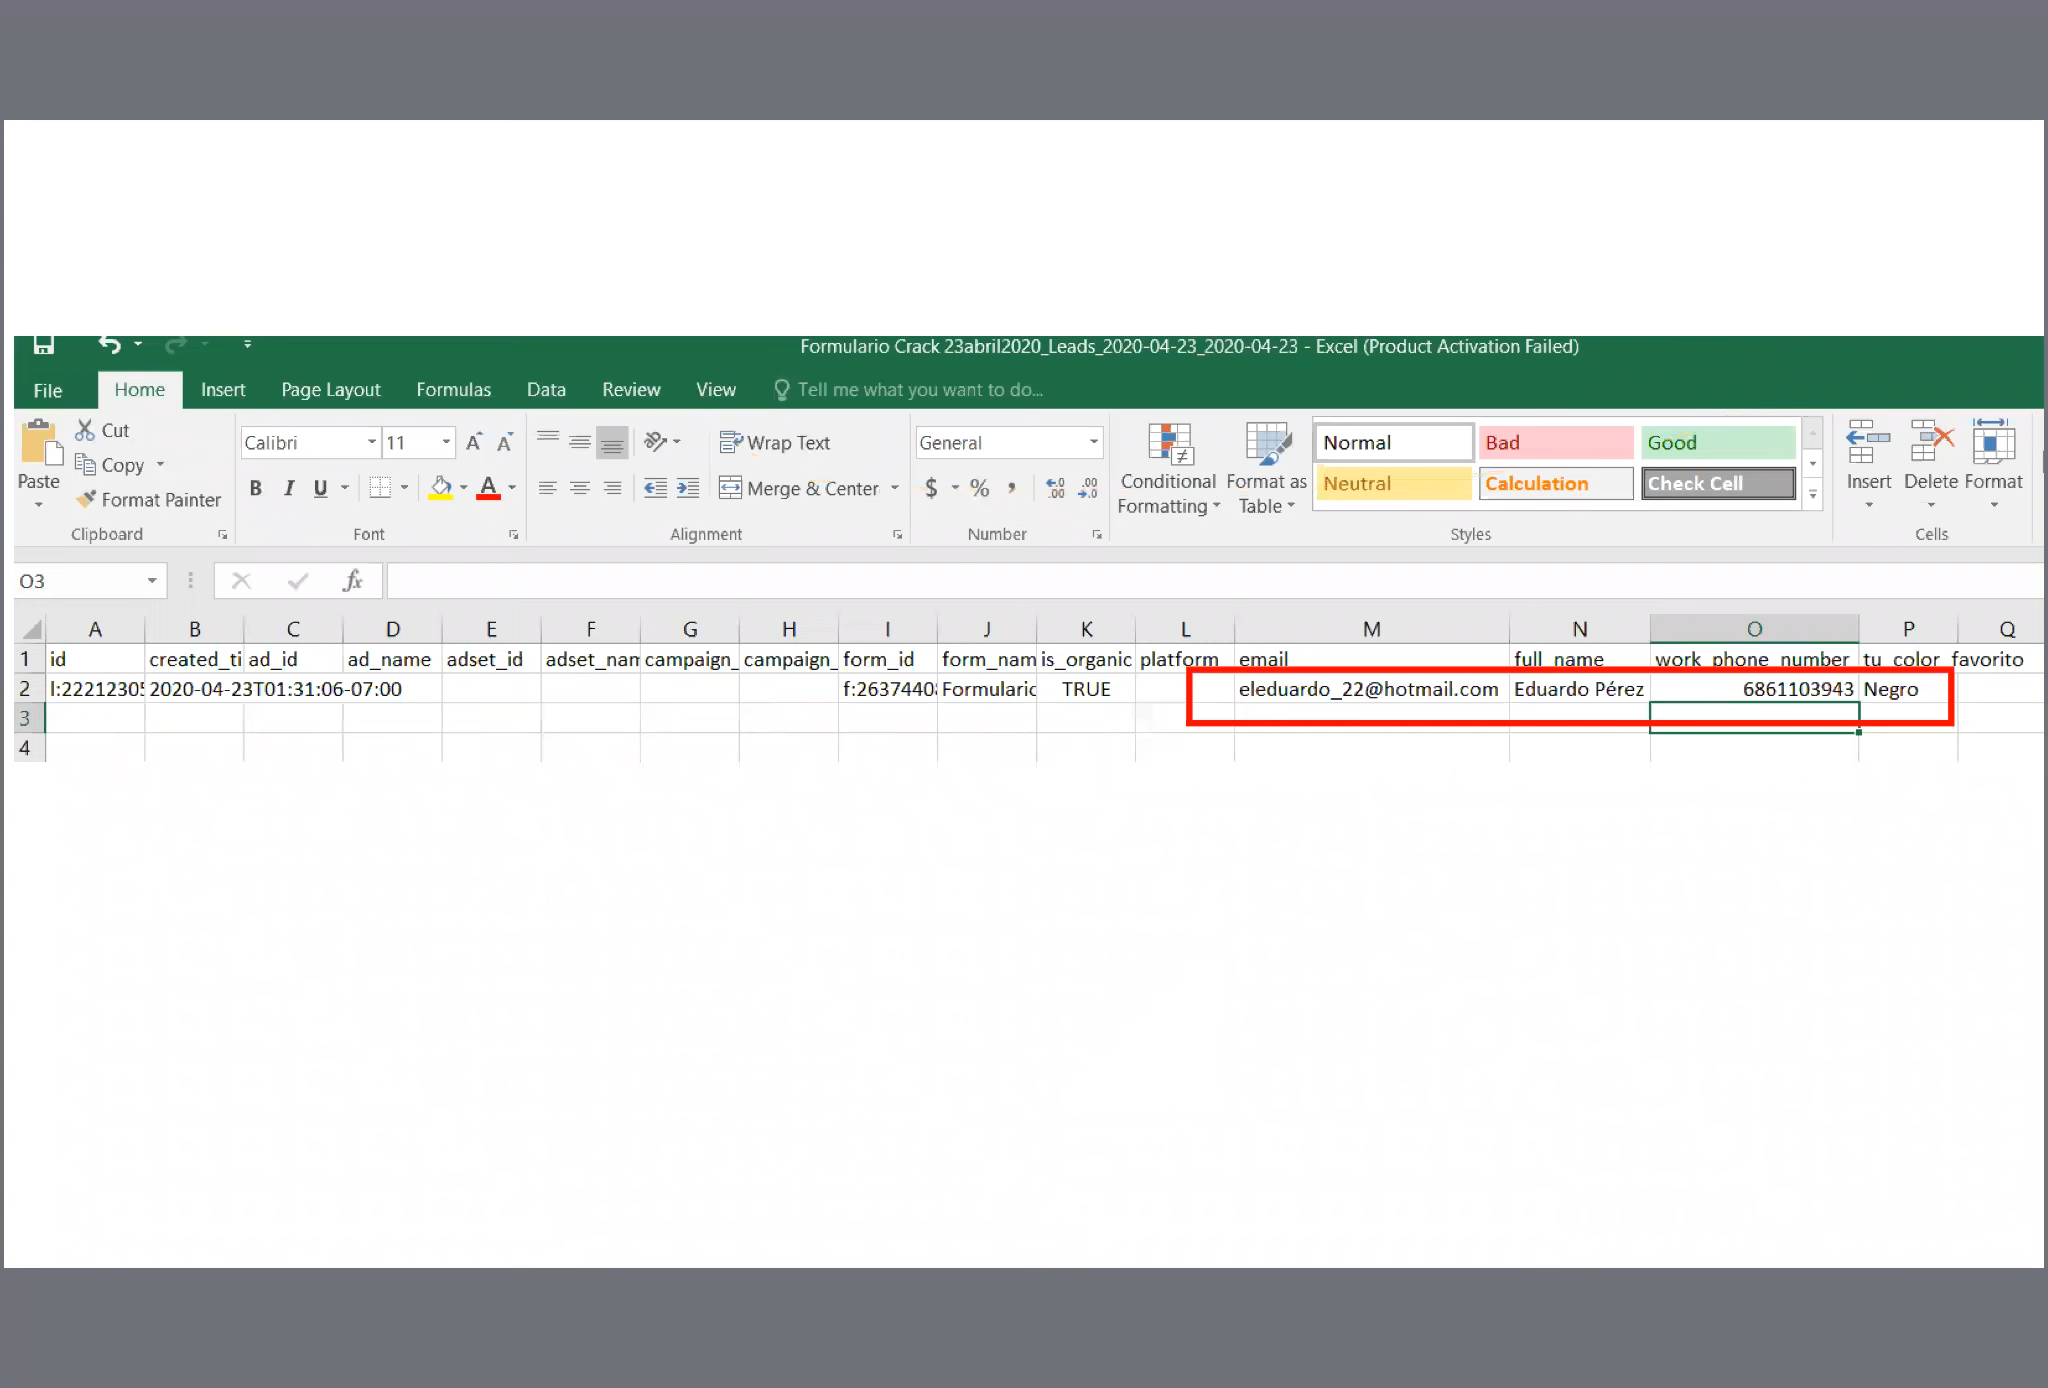 Formulario Crack 23abril2020_Leads_2020-04-23_2020-04-23 - Excel (Product Activation Failed)
File Home Insert Page Layout Formulas Data Review View Tell me what you want to do...
Paste
Cut
Copy
Format Painter
Clipboard
Calibri 11
B I U
Font
Wrap Text
Merge & Center
Alignment
General
$ % ,
Number
Conditional Formatting
Format as Table
Normal Bad Good
Neutral Calculation Check Cell
Styles
Insert Delete Format
Cells
O3 fx
A B C D E F G H I J K L M N O P Q
1 id created_ti ad_id ad_name adset_id adset_nam campaign_ campaign_ form_id form_nam is_organic platform email full_name work_phone_number tu_color_favorito
2 l:22212305 2020-04-23T01:31:06-07:00 f:26374408 Formulario TRUE eleduardo_22@hotmail.com Eduardo Pérez 6861103943 Negro
3
4